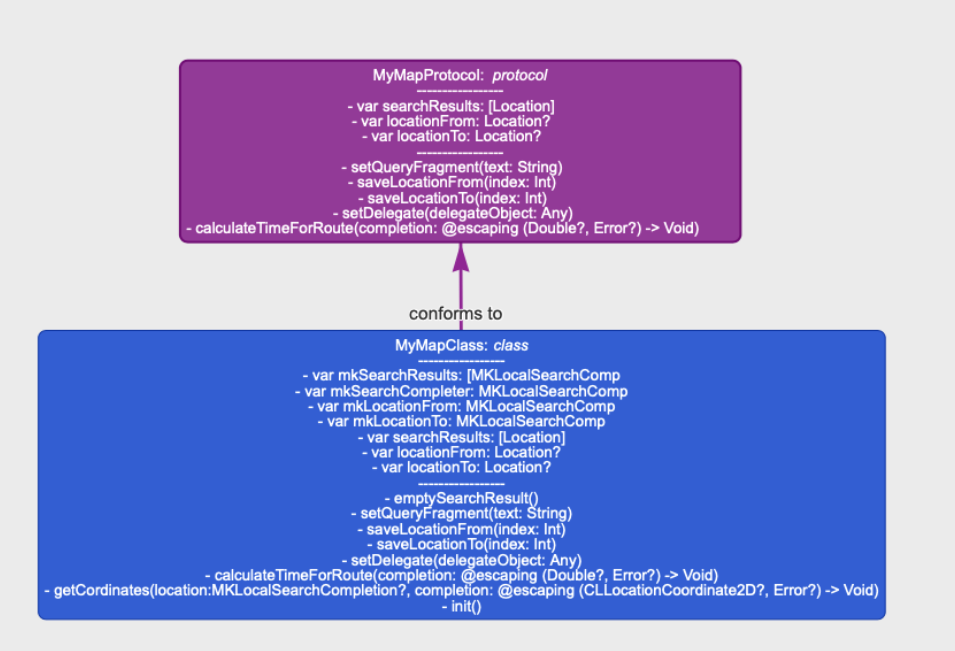 MyMapProtocol: protocol
-----------------
- var searchResults: [Location]
- var locationFrom: Location?
- var locationTo: Location?
-----------------
- setQueryFragment(text: String)
- saveLocationFrom(index: Int)
- saveLocationTo(index: Int)
- setDelegate(delegateObject: Any)
- calculateTimeForRoute(completion: @escaping (Double?, Error?) -> Void)
conforms to
MyMapClass: class
-----------------
- var mkSearchResults: [MKLocalSearchComp
- var mkSearchCompleter: MKLocalSearchComp
- var mkLocationFrom: MKLocalSearchComp
- var mkLocationTo: MKLocalSearchComp
- var searchResults: [Location]
- var locationFrom: Location?
- var locationTo: Location?
-----------------
- emptySearchResult()
- setQueryFragment(text: String)
- saveLocationFrom(index: Int)
- saveLocationTo(index: Int)
- setDelegate(delegateObject: Any)
- calculateTimeForRoute(completion: @escaping (Double?, Error?) -> Void)
- getCordinates(location:MKLocalSearchCompletion?, completion: @escaping (CLLocationCoordinate2D?, Error?) -> Void)
- init()